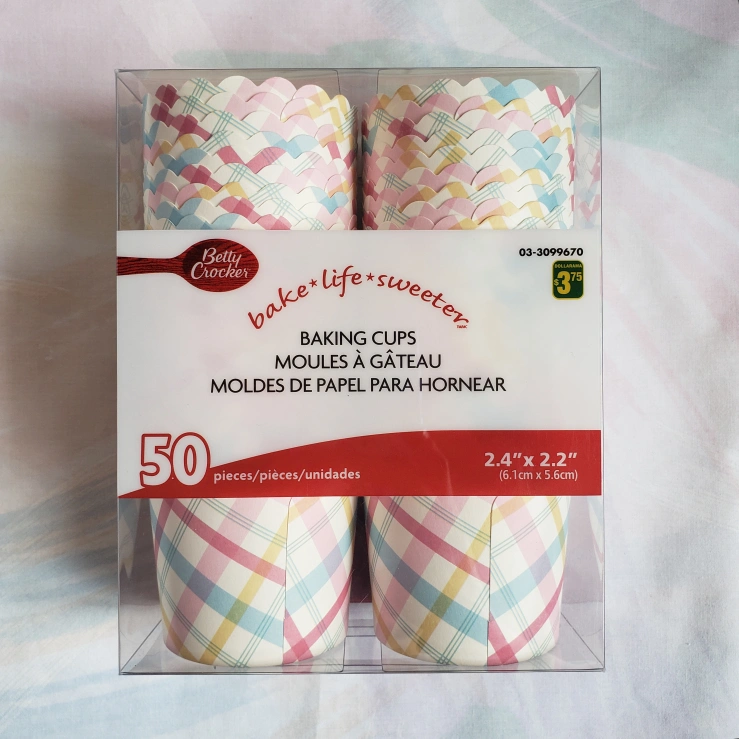 Betty
Crocker
03-3099670
DOLLARAMA
$3.75
bake*life*sweeter
BAKING CUPS
MOULES À GÂTEAU
MOLDES DE PAPEL PARA HORNEAR
50 pieces/pièces/unidades
2.4”x 2.2”
(6.1cm x 5.6cm)